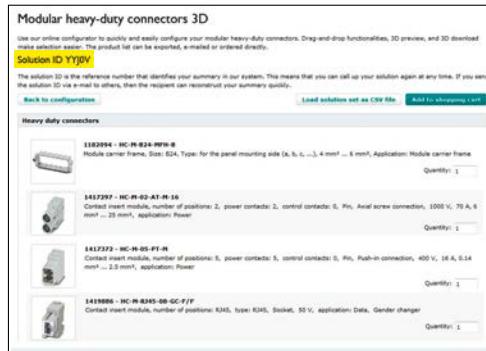 Modular heavy-duty connectors 3D
Use our online configurator to quickly and easily configure your modular heavy-duty connectors. Drag-and-drop functionalities, 3D preview, and 3D download
make selection easier. The product list can be exported, e-mailed or ordered directly.
Solution ID YYJ0V
The solution ID is the reference number that identifies your summary in our system. This means that you can call up your solution again at any time. If you send
the solution ID via e-mail to others, then the recipient can reconstruct your summary quickly.
Back to configuration
Load solution set as CSV file
Add to shopping cart
Heavy duty connectors
1182094 - HC-M-B24-MFH-B
Module carrier frame, Size: B24, Type: for the panel mounting side (a, b, c, ...), 4 mm² ... 6 mm², Application: Module carrier frame
Quantity: 1
1417397 - HC-M-02-AT-M-16
Contact insert module, number of positions: 2, power contacts: 2, control contacts: 0, Pin, Axial screw connection, 1000 V, 70 A, 6
mm² ... 25 mm², application: Power
Quantity: 1
1417372 - HC-M-05-PT-M
Contact insert module, number of positions: 5, power contacts: 5, control contacts: 0, Pin, Push-in connection, 400 V, 16 A, 0.14
mm² ... 2.5 mm², application: Power
Quantity: 1
1419886 - HC-M-RJ45-08-GC-F/F
Contact insert module, number of positions: RJ45, type: RJ45, Socket, 50 V, application: Data, Gender changer
Quantity: 1